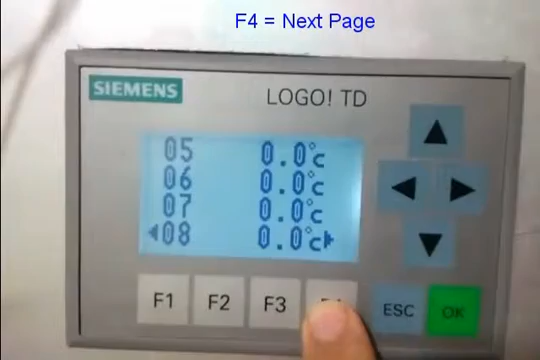 F4 = Next Page
SIEMENS
LOGO! TD
05 0.0°c
06 0.0°c
07 0.0°c
◀08 0.0°c▶
F1 F2 F3
ESC OK